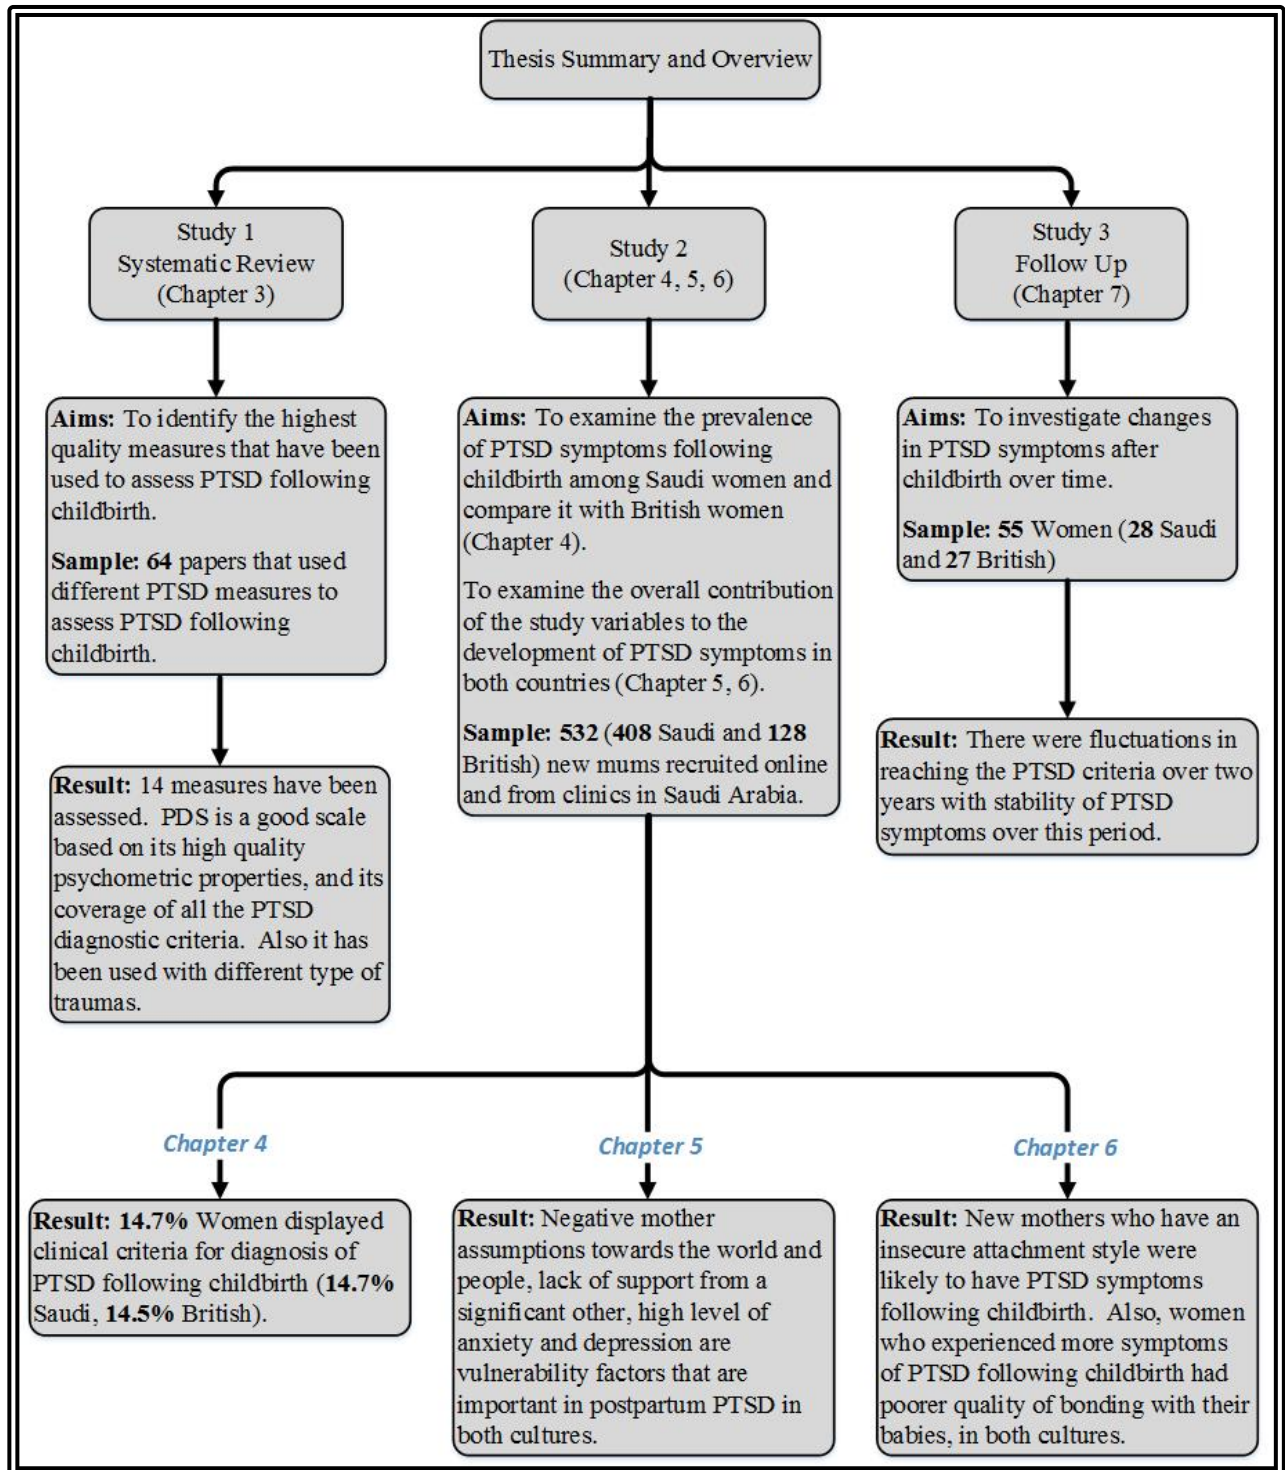 Thesis Summary and Overview
Study 1
Systematic Review
(Chapter 3)
Study 2
(Chapter 4, 5, 6)
Study 3
Follow Up
(Chapter 7)
Aims: To identify the highest
quality measures that have been
used to assess PTSD following
childbirth.
Sample: 64 papers that used
different PTSD measures to
assess PTSD following
childbirth.
Aims: To examine the prevalence
of PTSD symptoms following
childbirth among Saudi women and
compare it with British women
(Chapter 4).
To examine the overall contribution
of the study variables to the
development of PTSD symptoms in
both countries (Chapter 5, 6).
Sample: 532 (408 Saudi and 128
British) new mums recruited online
and from clinics in Saudi Arabia.
Aims: To investigate changes
in PTSD symptoms after
childbirth over time.
Sample: 55 Women (28 Saudi
and 27 British)
Result: 14 measures have been
assessed.  PDS is a good scale
based on its high quality
psychometric properties, and its
coverage of all the PTSD
diagnostic criteria.  Also it has
been used with different type of
traumas.
Result: There were fluctuations in
reaching the PTSD criteria over two
years with stability of PTSD
symptoms over this period.
Chapter 4
Chapter 5
Chapter 6
Result: 14.7% Women displayed
clinical criteria for diagnosis of
PTSD following childbirth (14.7%
Saudi, 14.5% British).
Result: Negative mother
assumptions towards the world and
people, lack of support from a
significant other, high level of
anxiety and depression are
vulnerability factors that are
important in postpartum PTSD in
both cultures.
Result: New mothers who have an
insecure attachment style were
likely to have PTSD symptoms
following childbirth.  Also, women
who experienced more symptoms
of PTSD following childbirth had
poorer quality of bonding with their
babies, in both cultures.